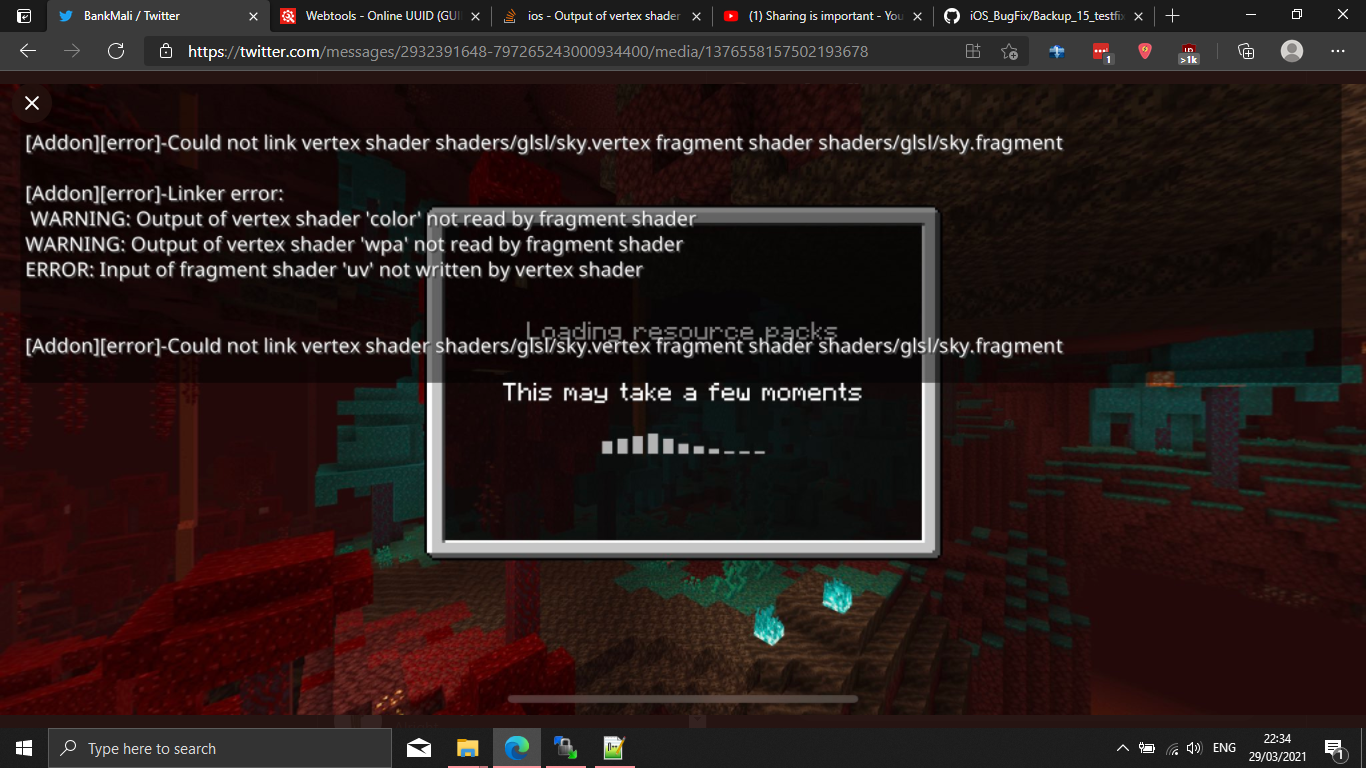 BankMali / Twitter
Webtools - Online UUID (GUI
ios - Output of vertex shader
(1) Sharing is important - You
iOS_BugFix/Backup_15_testfix
https://twitter.com/messages/2932391648-797265243000934400/media/1376558157502193678
1
>1k
[Addon][error]-Could not link vertex shader shaders/glsl/sky.vertex fragment shader shaders/glsl/sky.fragment
[Addon][error]-Linker error:
WARNING: Output of vertex shader 'color' not read by fragment shader
WARNING: Output of vertex shader 'wpa' not read by fragment shader
ERROR: Input of fragment shader 'uv' not written by vertex shader
Loading resource packs
[Addon][error]-Could not link vertex shader shaders/glsl/sky.vertex fragment shader shaders/glsl/sky.fragment
This may take a few moments
Type here to search
ENG
22:34
29/03/2021
1